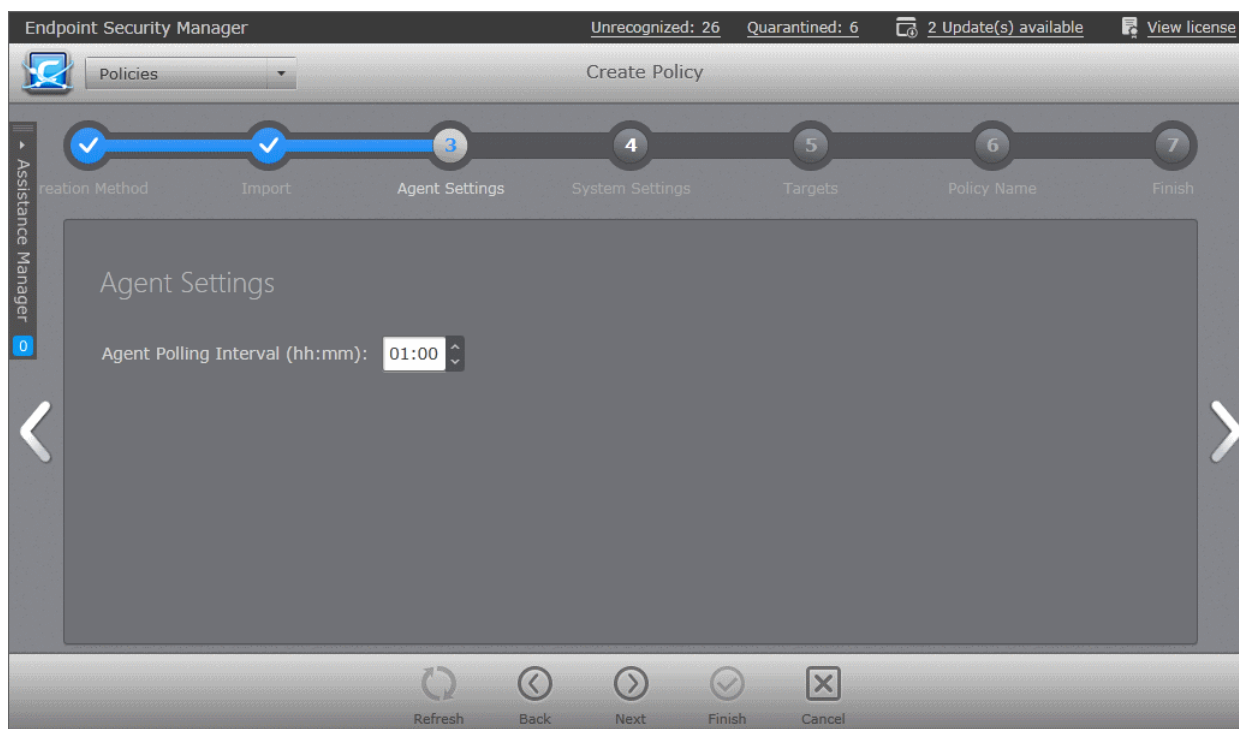 Endpoint Security Manager
Unrecognized: 26
Quarantined: 6
2 Update(s) available
View license
Policies
Create Policy
3
4
5
6
7
reation Method
Import
Agent Settings
System Settings
Targets
Policy Name
Finish
Assistance Manager
0
Agent Settings
Agent Polling Interval (hh:mm): 01:00
Refresh
Back
Next
Finish
Cancel